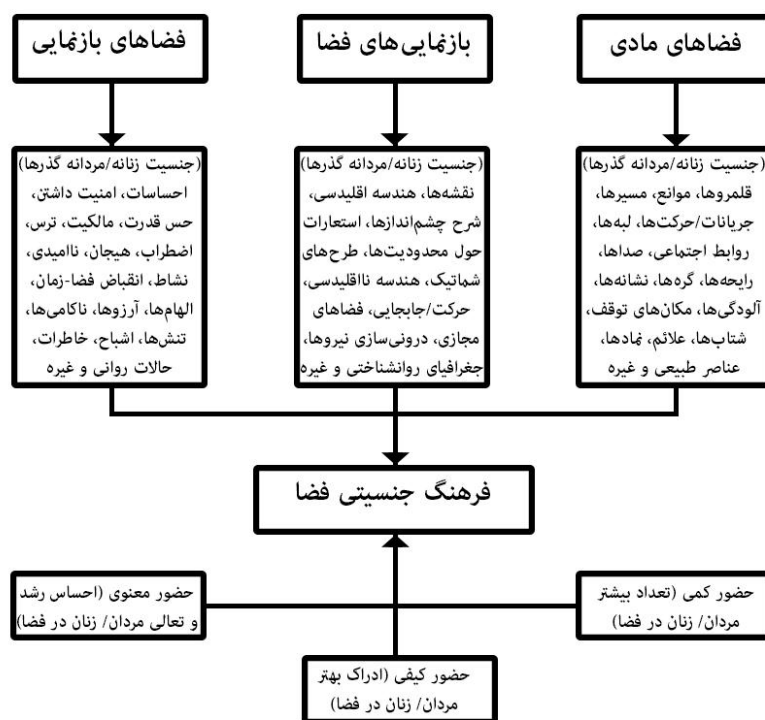 فضاهای مادی
بازنمایی‌های فضا
فضاهای بازنمایی
(جنسیت زنانه/مردانه گذرها)
قلمروها، موانع، مسیرها،
جریانات/حرکت‌ها، لبه‌ها،
روابط اجتماعی، صداها،
رایحه‌ها، گره‌ها، نشانه‌ها،
آلودگی‌ها، مکان‌های توقف،
شتاب‌ها، علائم، نمادها،
عناصر طبیعی و غیره
(جنسیت زنانه/مردانه گذرها)
نقشه‌ها، هندسه اقلیدسی،
شرح چشم‌اندازها، استعارات
حول محدودیت‌ها، طرح‌های
شماتیک، هندسه نااقلیدسی،
حرکت/جابجایی، فضاهای
مجازی، درونی‌سازی نیروها،
جغرافیای روانشناختی و غیره
(جنسیت زنانه/مردانه گذرها)
احساسات، امنیت داشتن،
حس قدرت، مالکیت، ترس،
اضطراب، هیجان، ناامیدی،
نشاط، انقباض فضا-زمان،
الهام‌ها، آرزوها، ناکامی‌ها،
تنش‌ها، اشباح، خاطرات،
حالات روانی و غیره
فرهنگ جنسیتی فضا
حضور کمی (تعداد بیشتر
مردان/ زنان در فضا)
حضور معنوی (احساس رشد
و تعالی مردان/ زنان در فضا)
حضور کیفی (ادراک بهتر
مردان/ زنان در فضا)